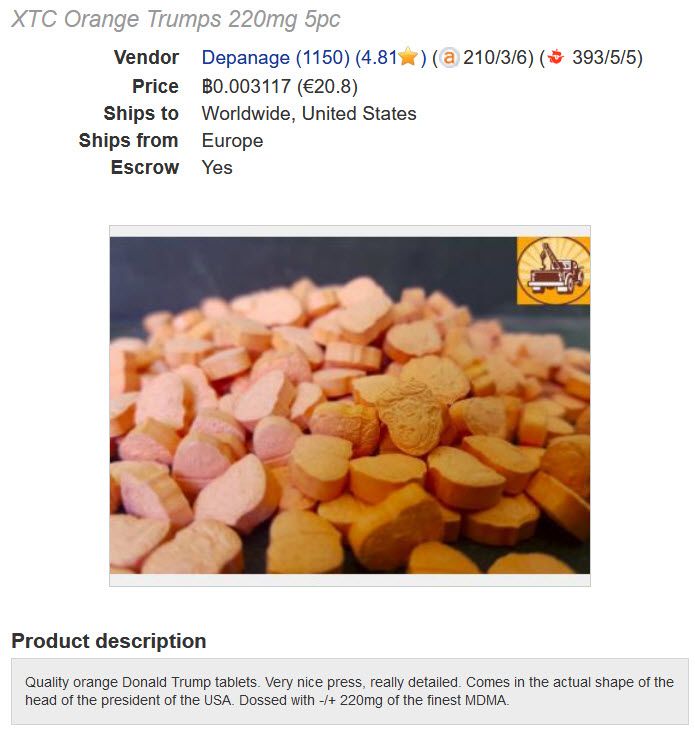 XTC Orange Trumps 220mg 5pc
Vendor Depanage (1150) (4.81⭐) (a 210/3/6) ( 393/5/5)
Price ฿0.003117 (€20.8)
Ships to Worldwide, United States
Ships from Europe
Escrow Yes
Product description
Quality orange Donald Trump tablets. Very nice press, really detailed. Comes in the actual shape of the
head of the president of the USA. Dossed with -/+ 220mg of the finest MDMA.